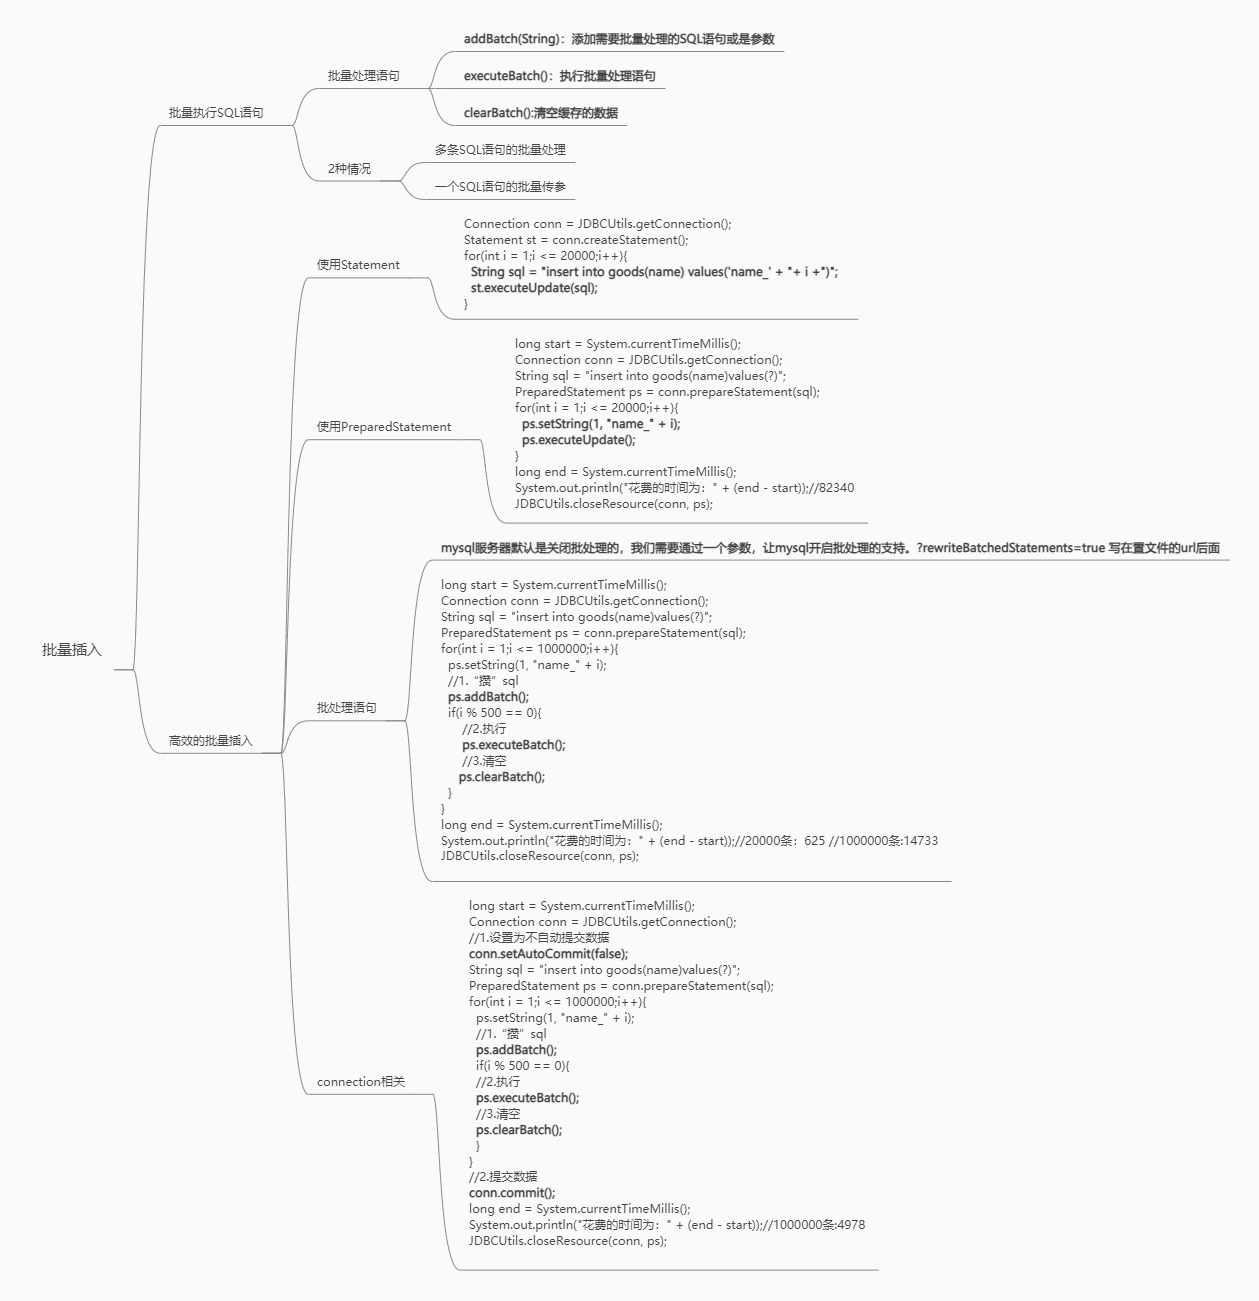 addBatch(String)：添加需要批量处理的SQL语句或是参数
批量处理语句
executeBatch()：执行批量处理语句
批量执行SQL语句
clearBatch():清空缓存的数据
多条SQL语句的批量处理
2种情况
一个SQL语句的批量传参
Connection conn = JDBCUtils.getConnection();
Statement st = conn.createStatement();
for(int i = 1;i <= 20000;i++){
使用Statement
String sql = "insert into goods(name) values('name_' + "+ i +")";
st.executeUpdate(sql);
}
long start = System.currentTimeMillis();
Connection conn = JDBCUtils.getConnection();
String sql = "insert into goods(name)values(?)";
PreparedStatement ps = conn.prepareStatement(sql);
for(int i = 1;i <= 20000;i++){
使用PreparedStatement
ps.setString(1, "name_" + i);
ps.executeUpdate();
}
long end = System.currentTimeMillis();
System.out.println("花费的时间为：" + (end - start));//82340
JDBCUtils.closeResource(conn, ps);
mysql服务器默认是关闭批处理的，我们需要通过一个参数，让mysql开启批处理的支持。?rewriteBatchedStatements=true 写在置文件的url后面
long start = System.currentTimeMillis();
Connection conn = JDBCUtils.getConnection();
String sql = "insert into goods(name)values(?)";
PreparedStatement ps = conn.prepareStatement(sql);
批量插入
for(int i = 1;i <= 1000000;i++){
ps.setString(1, "name_" + i);
//1.“攒”sql
ps.addBatch();
批处理语句
if(i % 500 == 0){
//2.执行
高效的批量插入
ps.executeBatch();
//3.清空
ps.clearBatch();
}
}
long end = System.currentTimeMillis();
System.out.println("花费的时间为：" + (end - start));//20000条：625 //1000000条:14733
JDBCUtils.closeResource(conn, ps);
long start = System.currentTimeMillis();
Connection conn = JDBCUtils.getConnection();
//1.设置为不自动提交数据
conn.setAutoCommit(false);
String sql = "insert into goods(name)values(?)";
PreparedStatement ps = conn.prepareStatement(sql);
for(int i = 1;i <= 1000000;i++){
ps.setString(1, "name_" + i);
//1.“攒”sql
ps.addBatch();
if(i % 500 == 0){
connection相关
//2.执行
ps.executeBatch();
//3.清空
ps.clearBatch();
}
}
//2.提交数据
conn.commit();
long end = System.currentTimeMillis();
System.out.println("花费的时间为：" + (end - start));//1000000条:4978
JDBCUtils.closeResource(conn, ps);